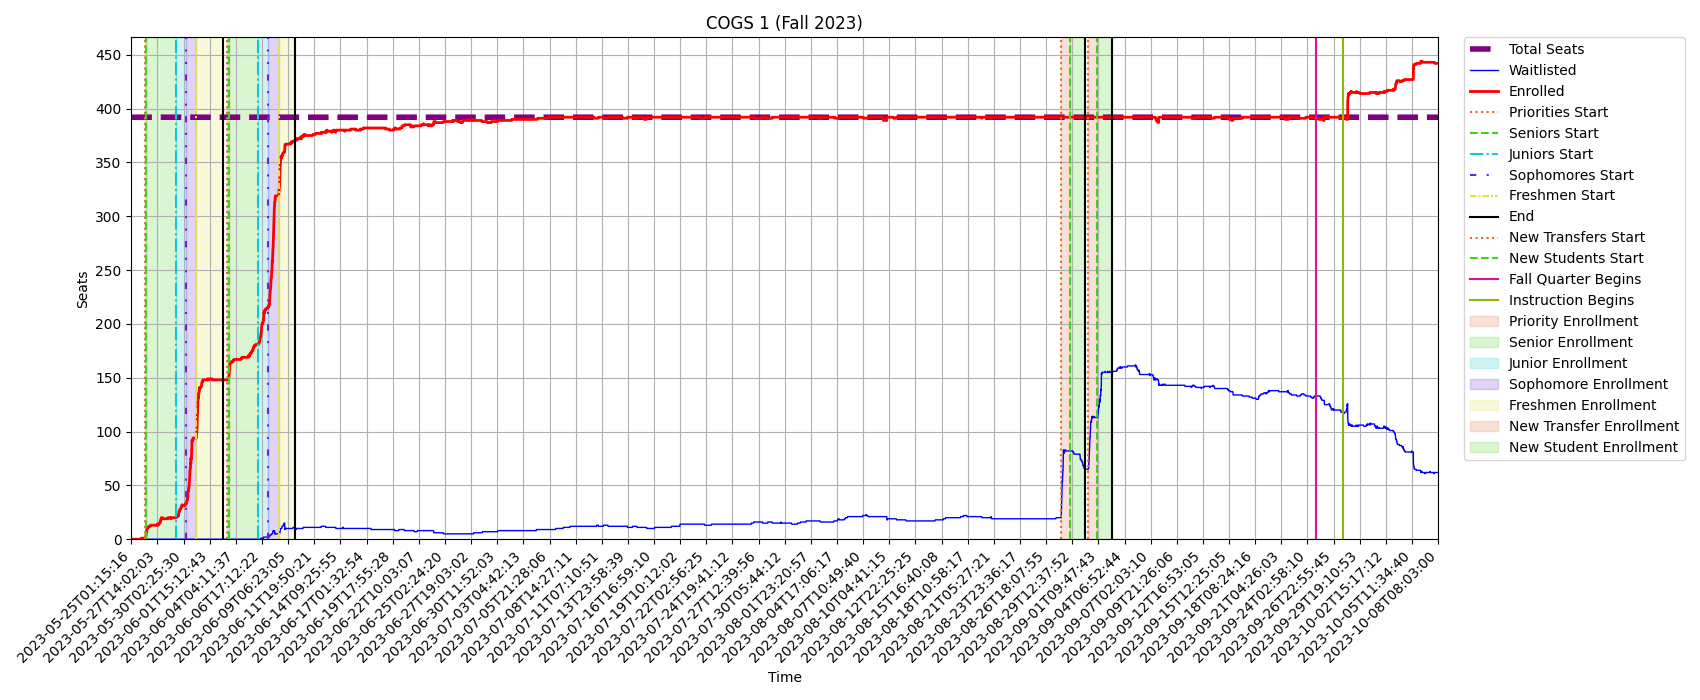 COGS 1 (Fall 2023)
Seats
450
400
350
300
250
200
150
100
50
0
2023-05-25T01:15:16
2023-05-27T14:02:03
2023-05-30T02:25:30
2023-06-01T15:12:43
2023-06-04T04:11:37
2023-06-06T17:12:22
2023-06-09T06:23:05
2023-06-11T19:50:21
2023-06-14T09:25:55
2023-06-17T01:32:54
2023-06-19T17:55:28
2023-06-22T10:03:07
2023-06-25T02:24:20
2023-06-27T19:03:02
2023-06-30T11:52:03
2023-07-03T04:42:13
2023-07-05T21:28:06
2023-07-08T14:27:11
2023-07-11T07:10:51
2023-07-13T23:58:39
2023-07-16T16:59:10
2023-07-19T10:12:02
2023-07-22T02:56:25
2023-07-24T19:41:12
2023-07-27T12:39:56
2023-07-30T05:44:12
2023-08-01T23:20:57
2023-08-04T17:06:17
2023-08-07T10:49:40
2023-08-10T04:41:15
2023-08-12T22:25:25
2023-08-15T16:40:08
2023-08-18T10:58:17
2023-08-21T05:27:21
2023-08-23T23:36:17
2023-08-26T18:07:55
2023-08-29T12:37:52
2023-09-01T09:47:43
2023-09-04T06:52:44
2023-09-07T02:03:10
2023-09-09T21:26:06
2023-09-12T16:53:05
2023-09-15T12:25:05
2023-09-18T08:24:16
2023-09-21T04:26:03
2023-09-24T02:58:10
2023-09-26T22:55:45
2023-09-29T19:10:53
2023-10-02T15:17:12
2023-10-05T11:34:40
2023-10-08T08:03:00
Time
Total Seats
Waitlisted
Enrolled
Priorities Start
Seniors Start
Juniors Start
Sophomores Start
Freshmen Start
End
New Transfers Start
New Students Start
Fall Quarter Begins
Instruction Begins
Priority Enrollment
Senior Enrollment
Junior Enrollment
Sophomore Enrollment
Freshmen Enrollment
New Transfer Enrollment
New Student Enrollment